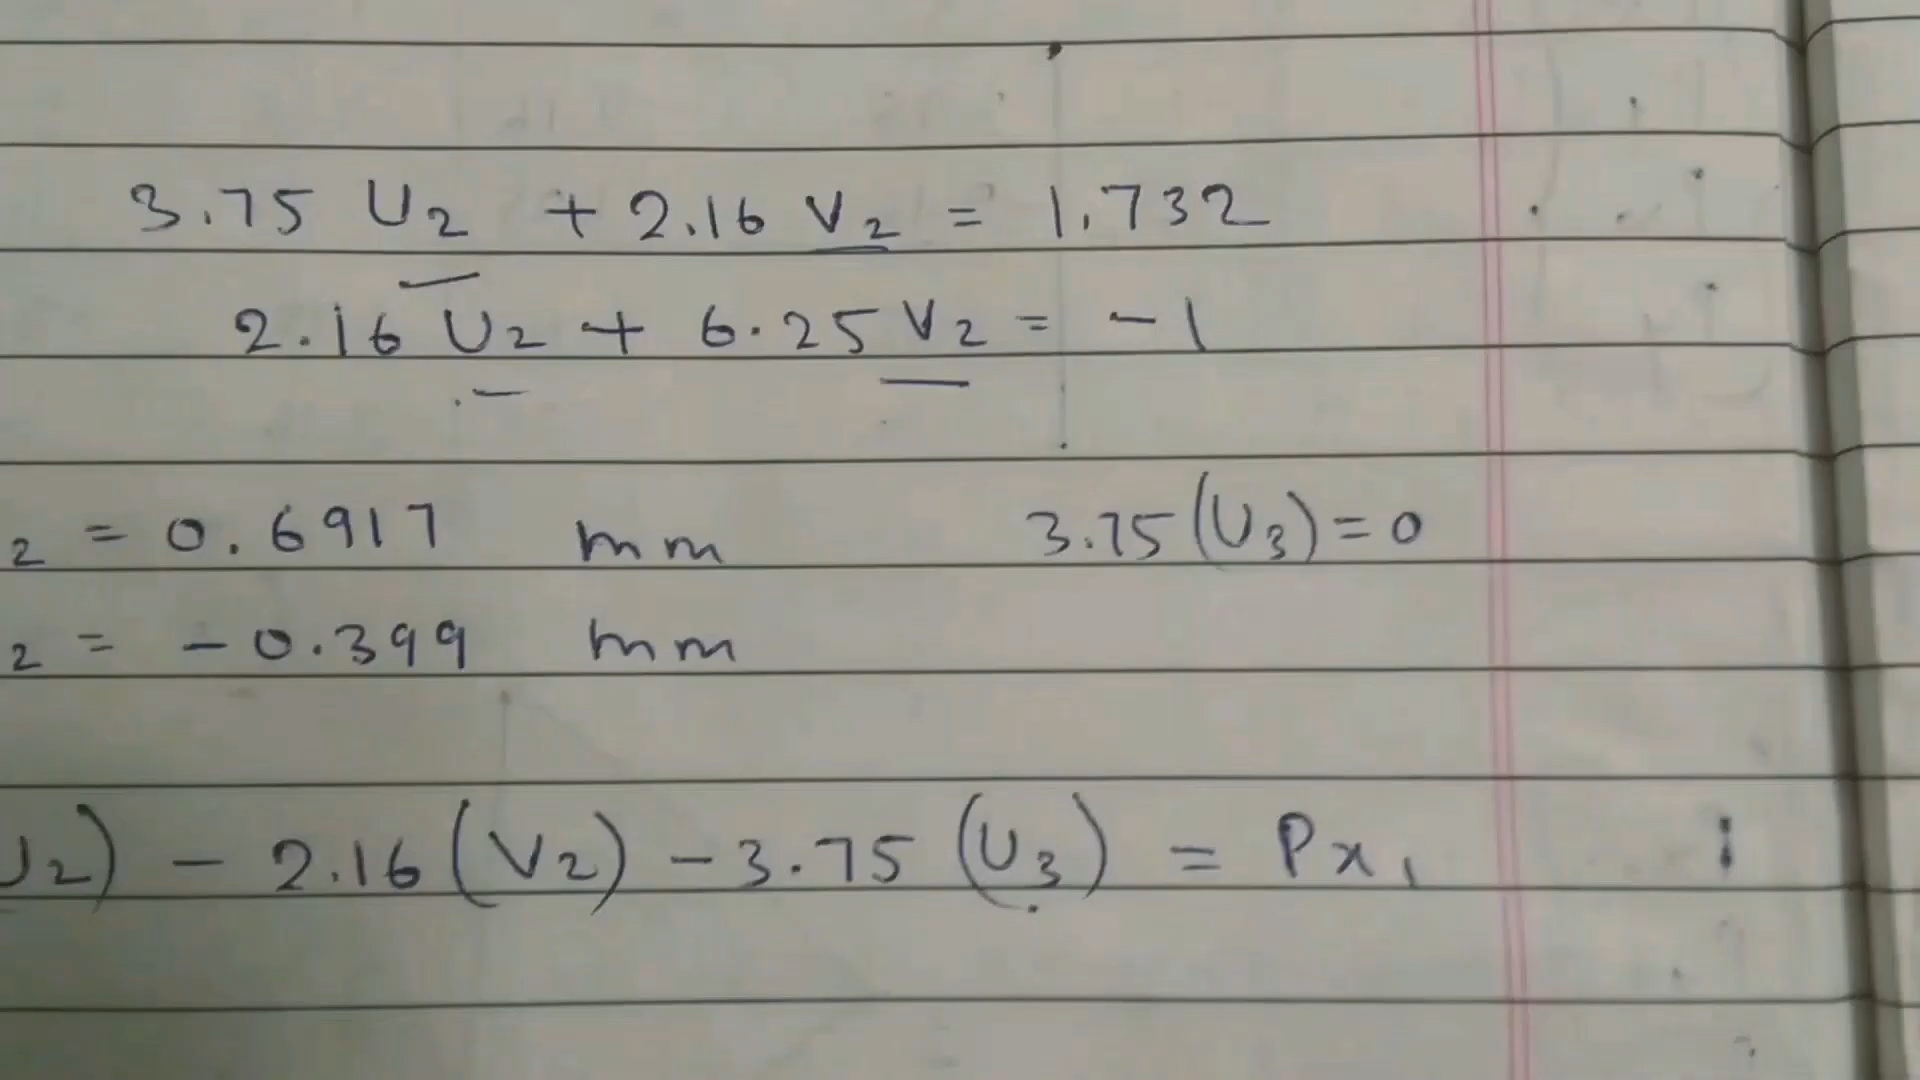 3.75 U2 + 2.16 V2 = 1.732
2.16 U2 + 6.25 V2 = -1
2 = 0.6917 mm 3.75 (U3) = 0
2 = -0.399 mm
U2) - 2.16 (V2) - 3.75 (U3) = Px1